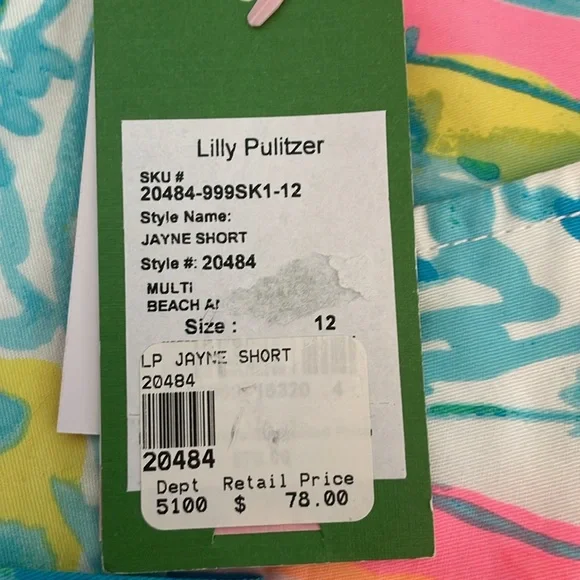 Lilly Pulitzer
SKU #
20484-999SK1-12
Style Name:
JAYNE SHORT
Style #: 20484
MULTI
BEACH
Size : 12
LP JAYNE SHORT
20484
20484
Dept Retail Price
5100 $ 78.00